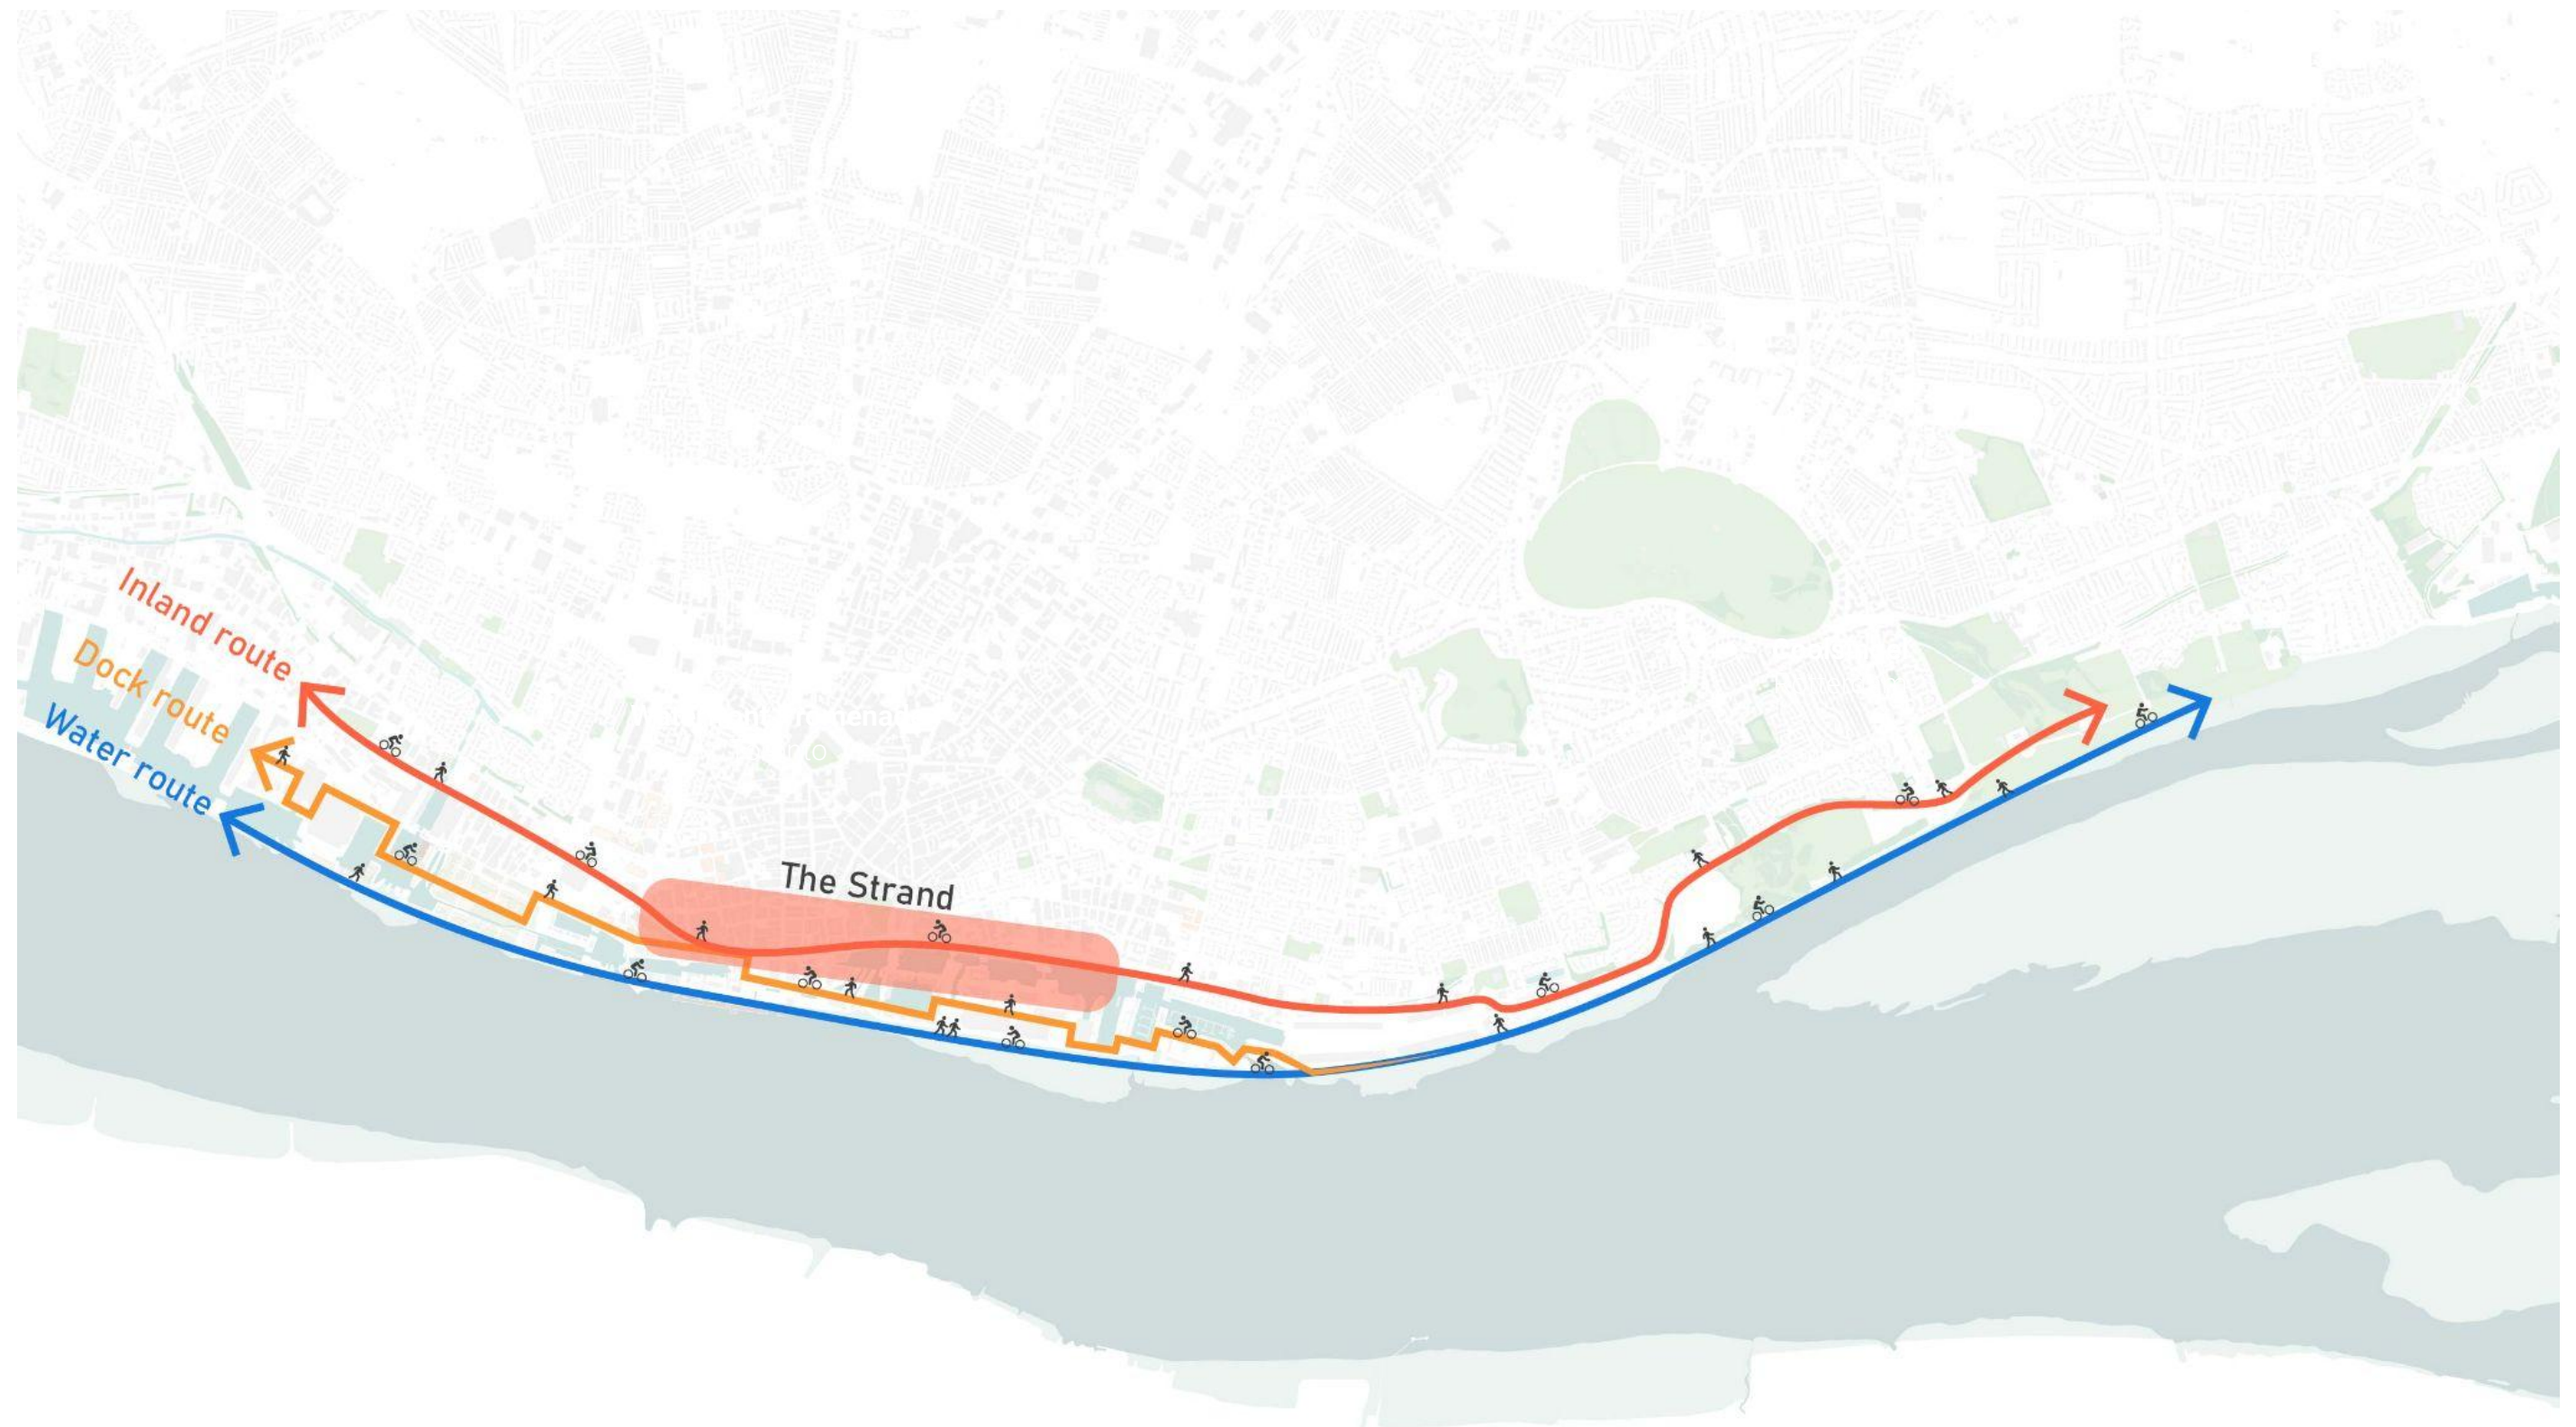 Inland route
Dock route
Water route
The Strand